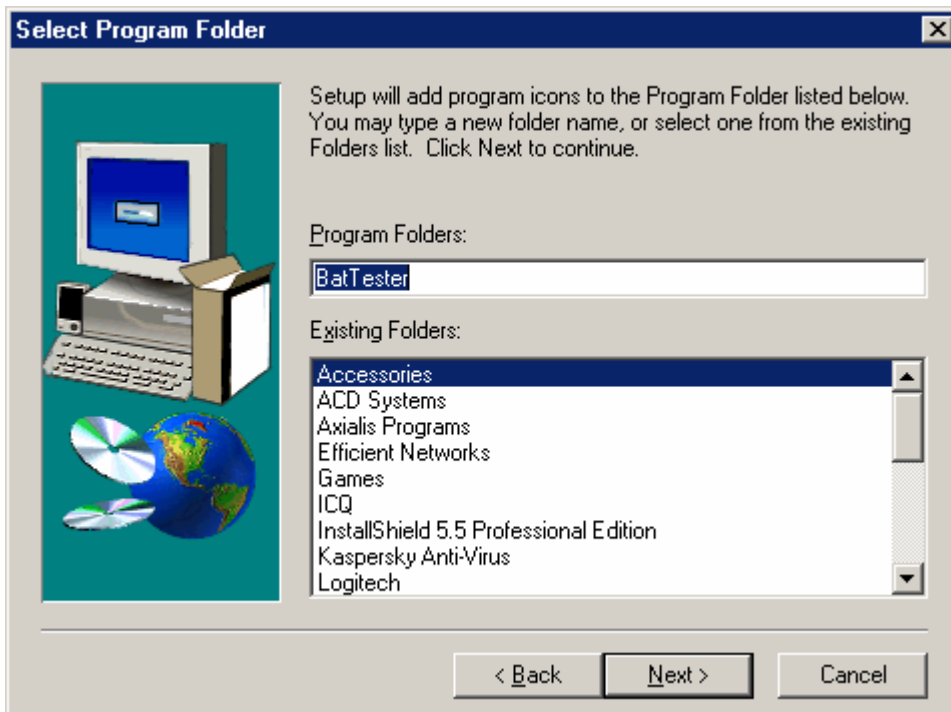 Select Program Folder
Setup will add program icons to the Program Folder listed below.
You may type a new folder name, or select one from the existing
Folders list.  Click Next to continue.
Program Folders:
BatTester
Existing Folders:
Accessories
ACD Systems
Axialis Programs
Efficient Networks
Games
ICQ
InstallShield 5.5 Professional Edition
Kaspersky Anti-Virus
Logitech
< Back
Next >
Cancel